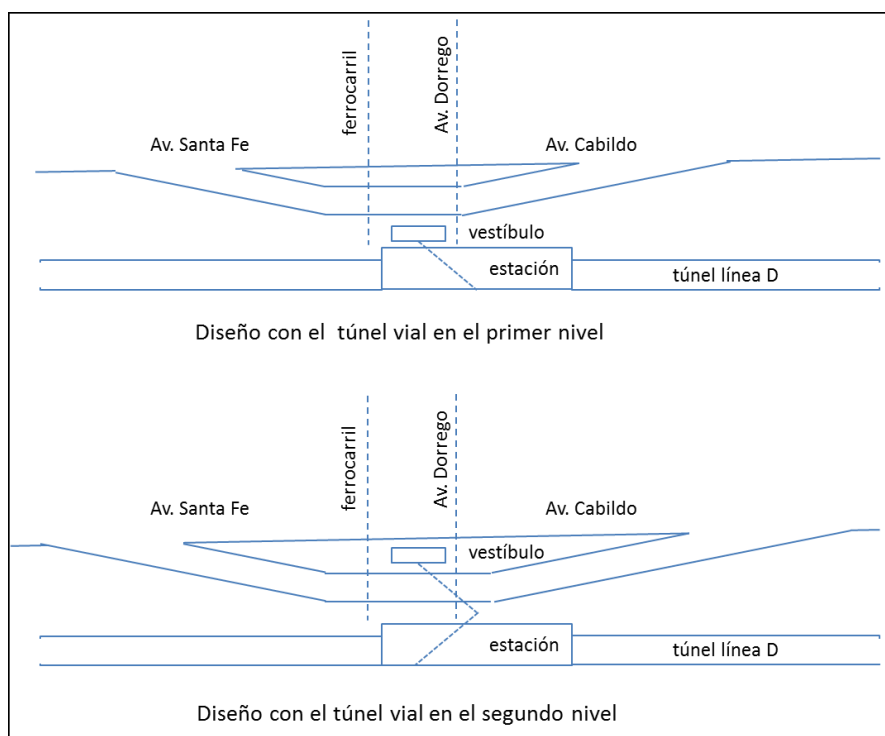 ferrocarril
Av. Dorrego
Av. Santa Fe
Av. Cabildo
vestíbulo
estación
túnel línea D
Diseño con el túnel vial en el primer nivel
ferrocarril
Av. Dorrego
Av. Santa Fe
Av. Cabildo
vestíbulo
estación
túnel línea D
Diseño con el túnel vial en el segundo nivel